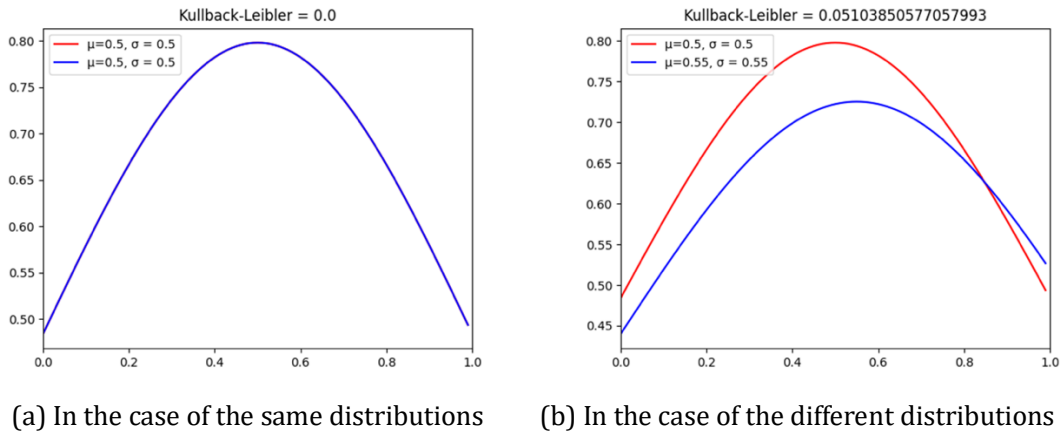 Kullback-Leibler = 0.0
μ=0.5, σ = 0.5
μ=0.5, σ = 0.5
0.80
0.75
0.70
0.65
0.60
0.55
0.50
0.0 0.2 0.4 0.6 0.8 1.0
(a) In the case of the same distributions
Kullback-Leibler = 0.05103850577057993
μ=0.5, σ = 0.5
μ=0.55, σ = 0.55
0.80
0.75
0.70
0.65
0.60
0.55
0.50
0.45
0.0 0.2 0.4 0.6 0.8 1.0
(b) In the case of the different distributions